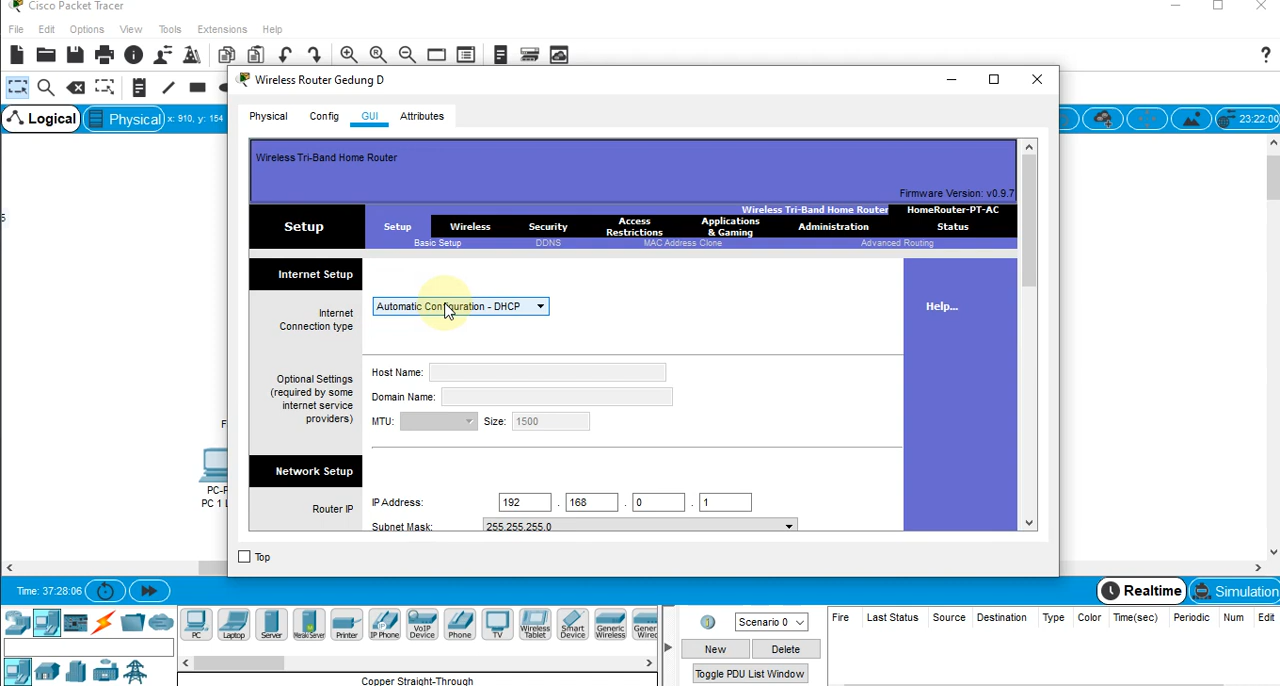 Cisco Packet Tracer
File Edit Options View Tools Extensions Help
?
Logical Physical x: 910, y: 154 23:22:00
Wireless Router Gedung D
Physical Config GUI Attributes
Wireless Tri-Band Home Router
Firmware Version: v0.9.7
Wireless Tri-Band Home Router HomeRouter-PT-AC
Setup Setup Wireless Security Access Restrictions Applications & Gaming Administration Status
Basic Setup DDNS MAC Address Clone Advanced Routing
Internet Setup
Internet Connection type
Automatic Configuration - DHCP
Help...
Optional Settings (required by some internet service providers)
Host Name:
Domain Name:
MTU: Size: 1500
Network Setup
Router IP
IP Address: 192 . 168 . 0 . 1
Subnet Mask: 255.255.255.0
Top
5
F
PC-P
PC 1 L
Time: 37:28:06
Realtime Simulation
PC Laptop Server Printer IP Phone VoIP Device Phone TV Wireless Tablet Smart Device Generic Wireless Generic Wired
Copper Straight-Through
1 Scenario 0
New Delete
Toggle PDU List Window
Fire Last Status Source Destination Type Color Time(sec) Periodic Num Edit